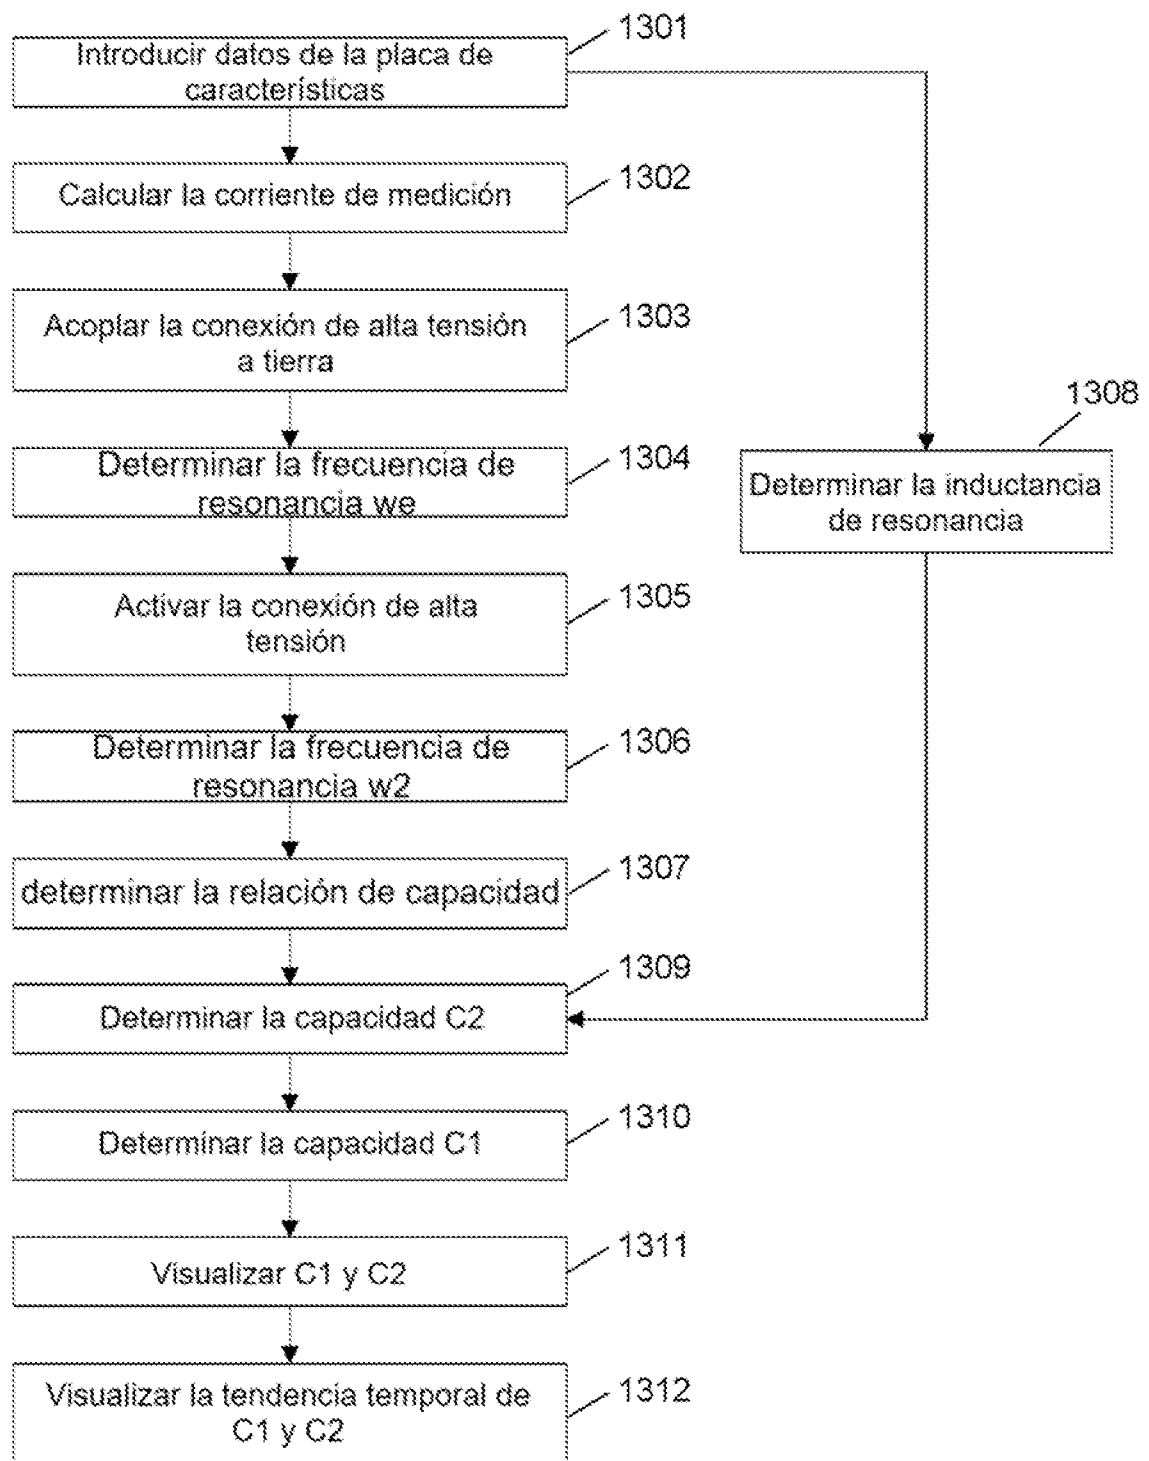 1301
Introducir datos de la placa de
características
1302
Calcular la corriente de medición
1303
Acoplar la conexión de alta tensión
a tierra
1304
Determinar la frecuencia de
resonancia we
1308
Determinar la inductancia
de resonancia
1305
Activar la conexión de alta
tensión
1306
Determinar la frecuencia de
resonancia w2
1307
determinar la relación de capacidad
1309
Determinar la capacidad C2
1310
Determinar la capacidad C1
1311
Visualizar C1 y C2
1312
Visualizar la tendencia temporal de
C1 y C2